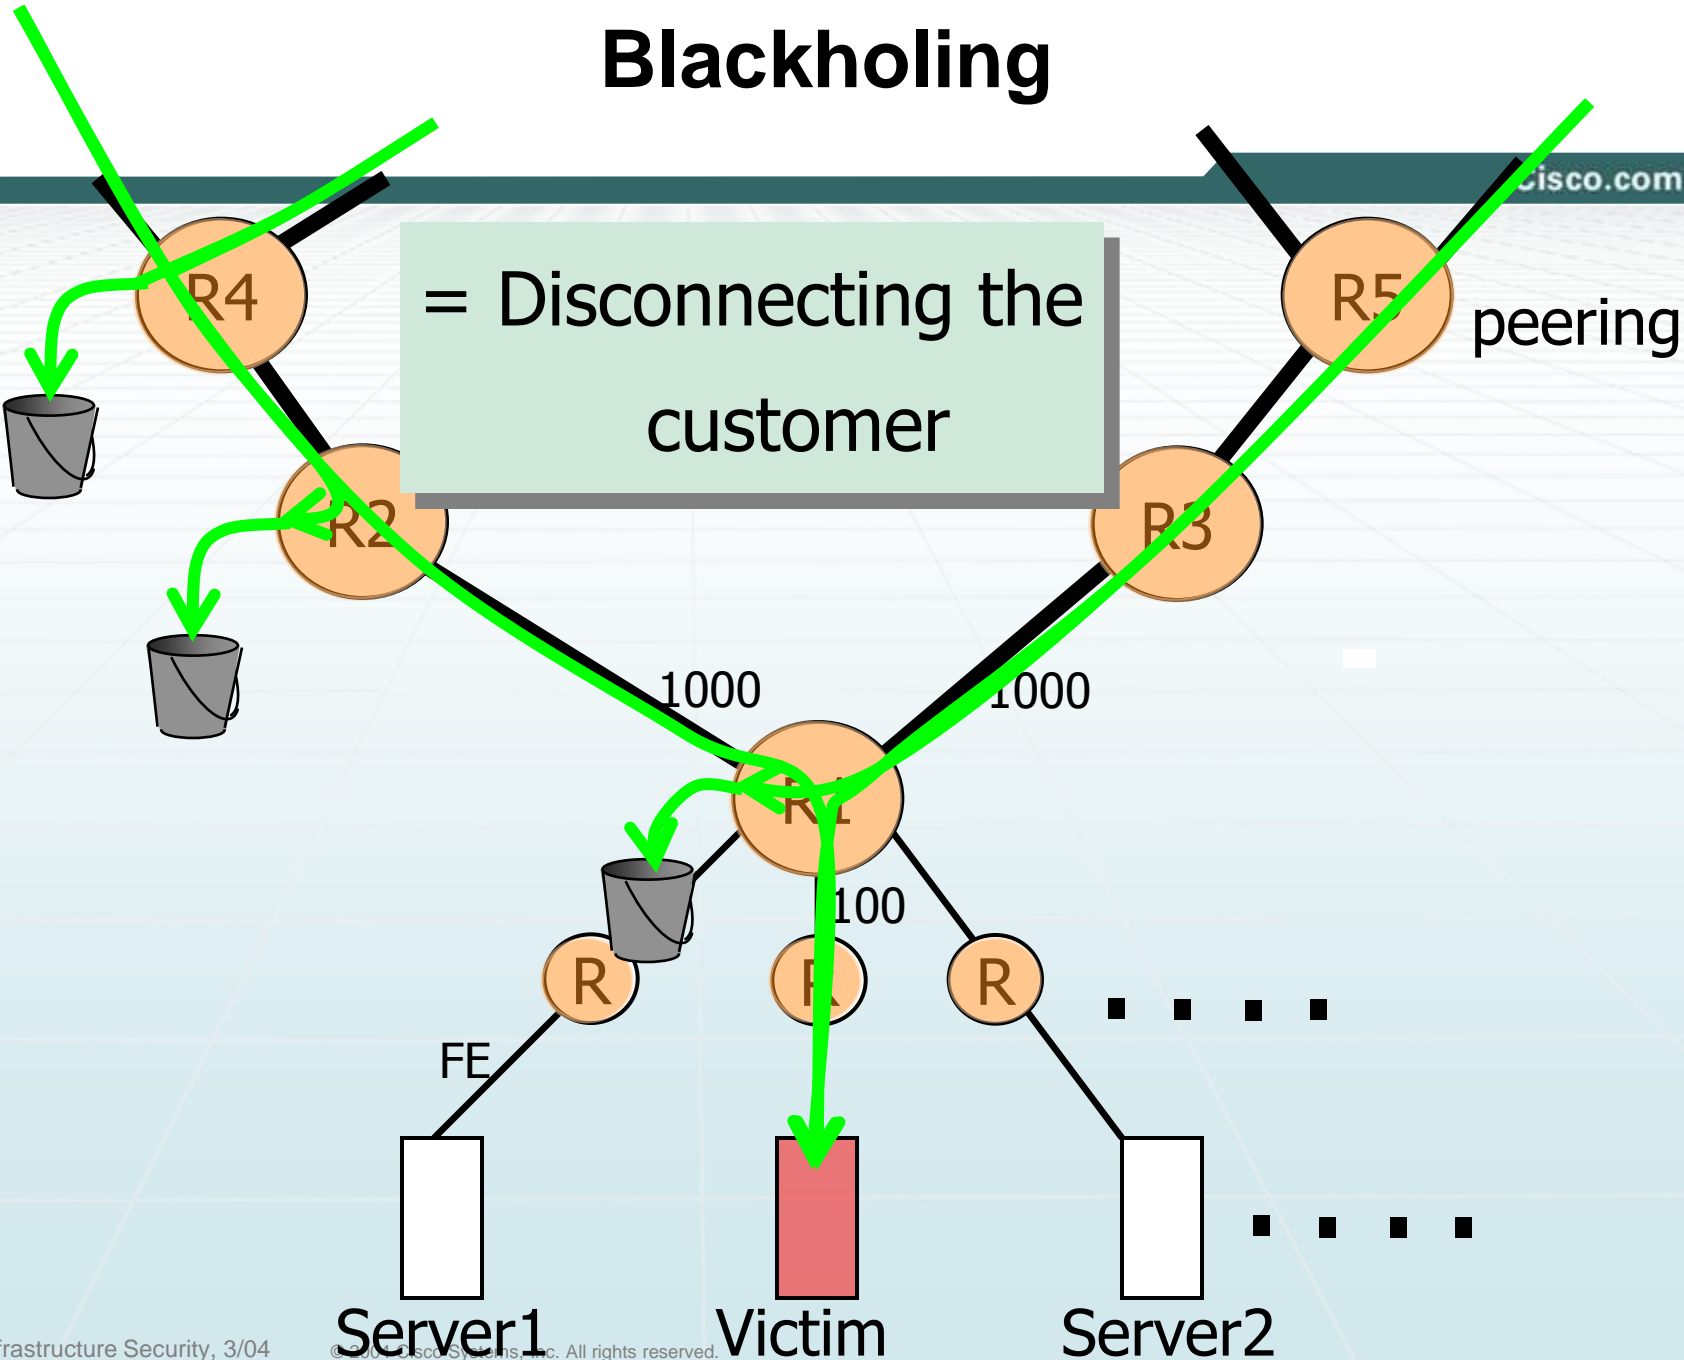 Blackholing
Cisco.com
R4
= Disconnecting the
customer
R5
peering
R2
R3
1000
1000
R1
100
R
R
R
FE
Server1
Victim
Server2
frastructure Security, 3/04
© 2004 Cisco Systems, Inc. All rights reserved.